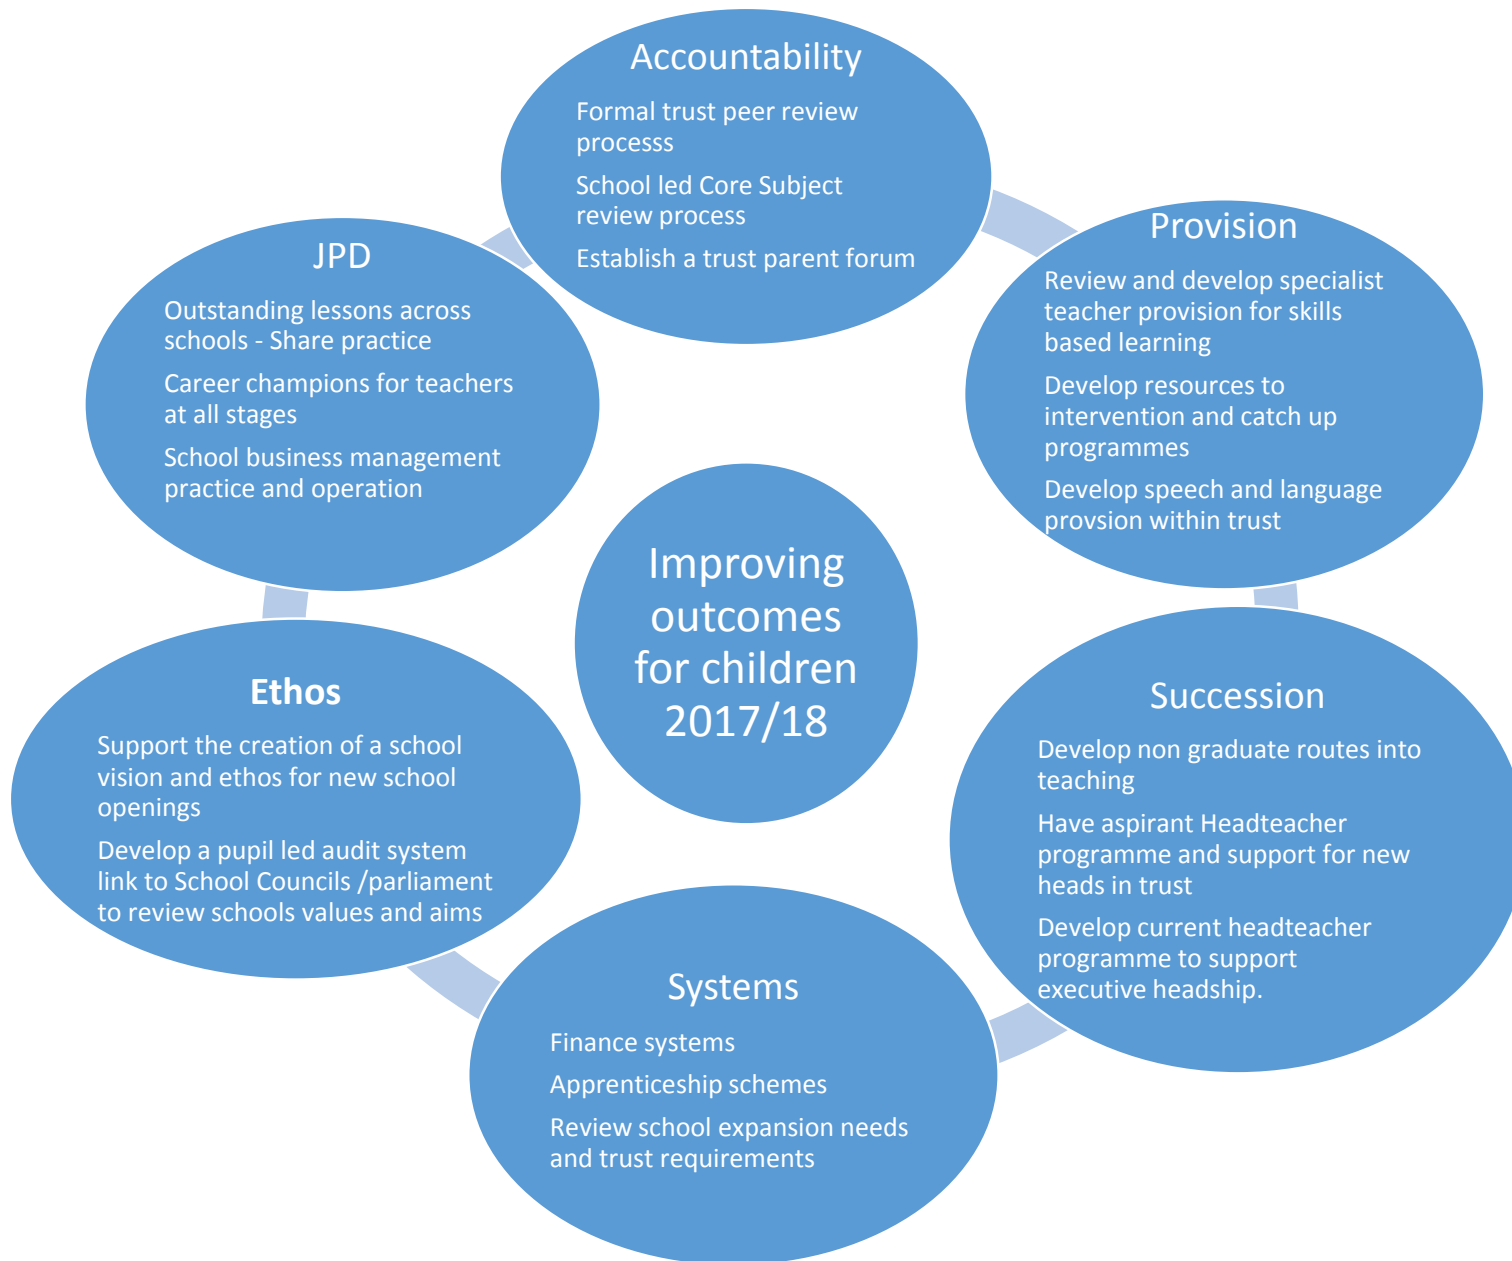 Accountability
Formal trust peer review
processs
School led Core Subject
review process
Establish a trust parent forum
Provision
Review and develop specialist
teacher provision for skills
based learning
Develop resources to
intervention and catch up
programmes
Develop speech and language
provsion within trust
Succession
Develop non graduate routes into
teaching
Have aspirant Headteacher
programme and support for new
heads in trust
Develop current headteacher
programme to support
executive headship.
Systems
Finance systems
Apprenticeship schemes
Review school expansion needs
and trust requirements
Ethos
Support the creation of a school
vision and ethos for new school
openings
Develop a pupil led audit system
link to School Councils /parliament
to review schools values and aims
JPD
Outstanding lessons across
schools - Share practice
Career champions for teachers
at all stages
School business management
practice and operation
Improving
outcomes
for children
2017/18